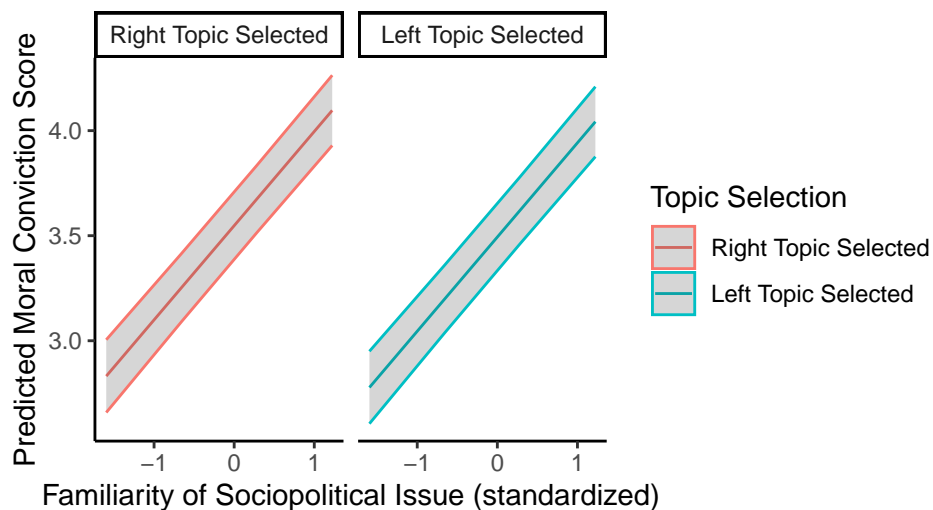 Right Topic Selected
Left Topic Selected
Predicted Moral Conviction Score
4.0
3.5
3.0
−1
0
1
−1
0
1
Familiarity of Sociopolitical Issue (standardized)
Topic Selection
Right Topic Selected
Left Topic Selected